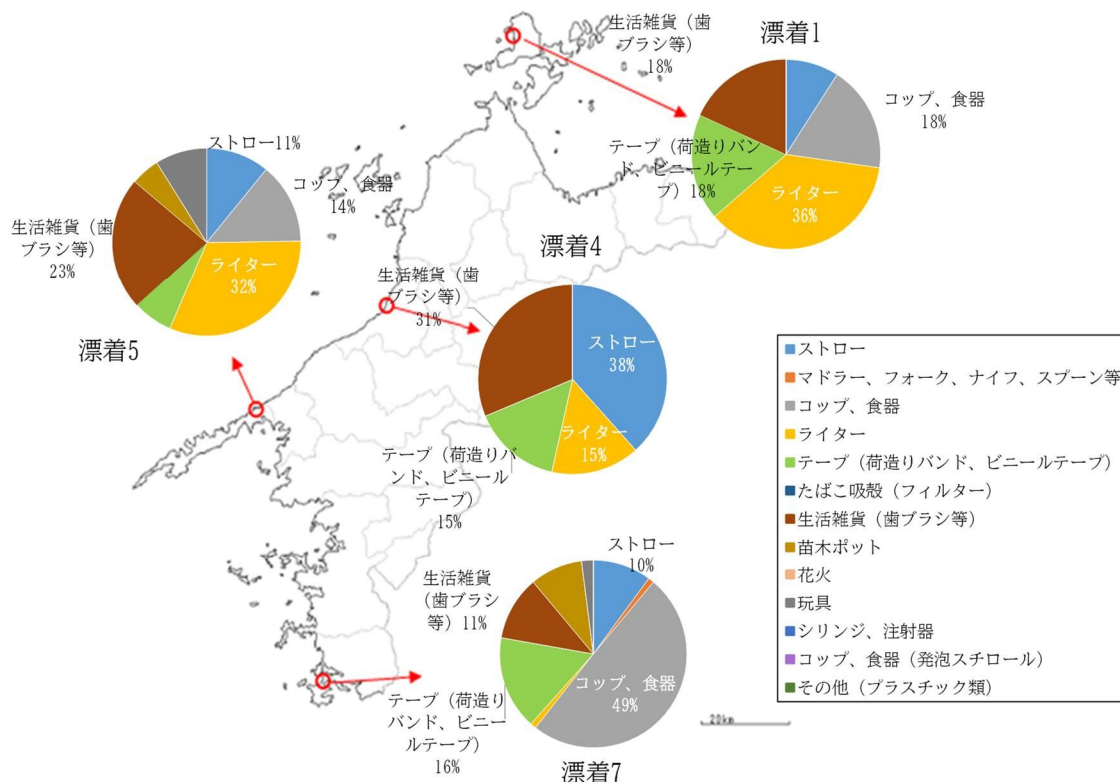 漂着1
生活雑貨（歯
ブラシ等）
18%
コップ、食器
18%
テープ（荷造りバン
ド、ビニールテー
プ）18%
ライター
36%
ストロー11%
コップ、食器
14%
生活雑貨（歯
ブラシ等）
23%
ライター
32%
漂着5
漂着4
生活雑貨（歯
ブラシ等）
31%
ストロー
38%
ライター
15%
テープ（荷造りバ
ンド、ビニール
テープ）
15%
ストロー
10%
生活雑貨
（歯ブラシ
等）11%
コップ、食器
49%
テープ（荷造り
バンド、ビニー
ルテープ）
16%
漂着7
ストロー
マドラー、フォーク、ナイフ、スプーン等
コップ、食器
ライター
テープ（荷造りバンド、ビニールテープ）
たばこ吸殻（フィルター）
生活雑貨（歯ブラシ等）
苗木ポット
花火
玩具
シリンジ、注射器
コップ、食器（発泡スチロール）
その他（プラスチック類）
20km